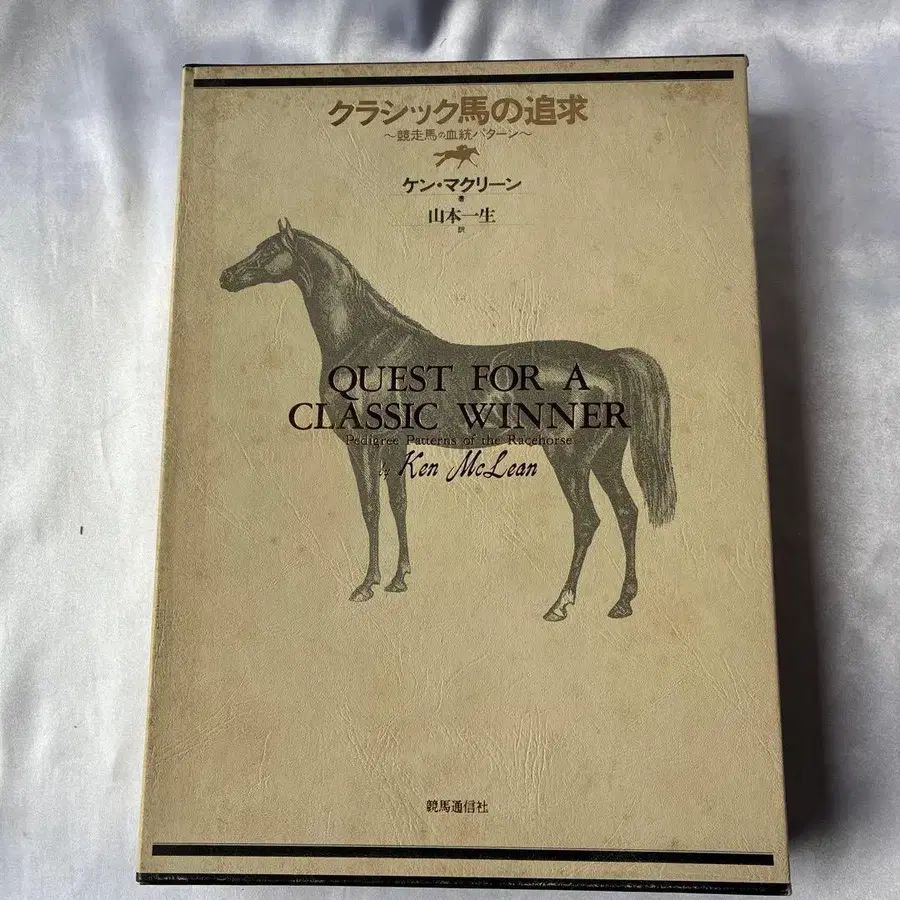 クラシック馬の追求
～競走馬の血統パターン～
ケン・マクリーン
著
山本一生
訳
QUEST FOR A
CLASSIC WINNER
Pedigree Patterns of the Racehorse
by Ken McLean
競馬通信社